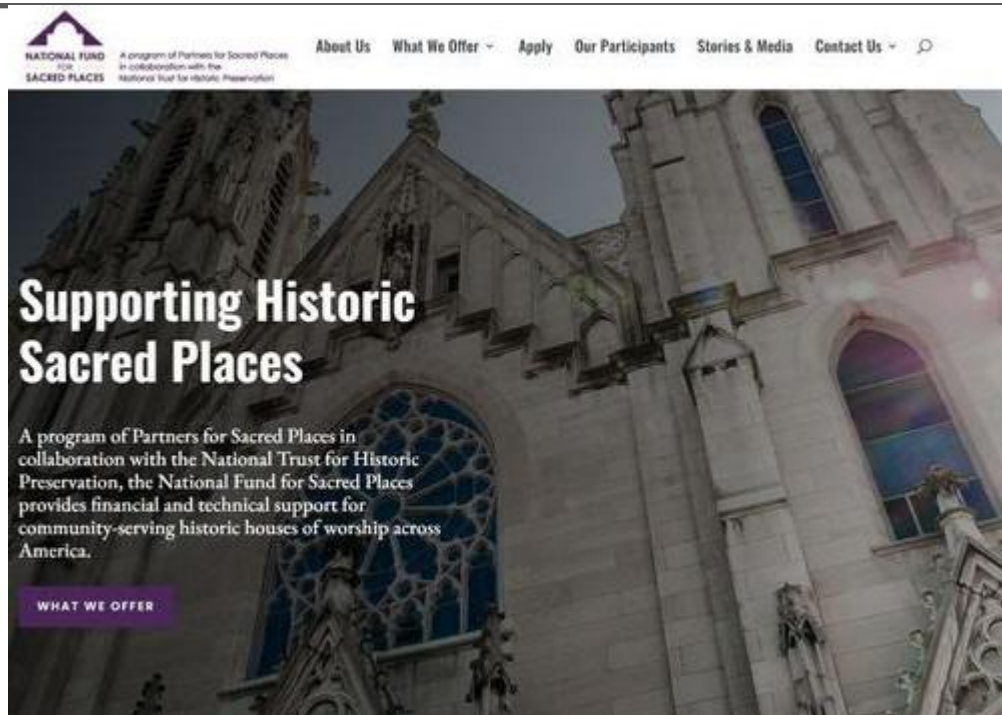 NATIONAL FUND
FOR
SACRED PLACES
A program of Partners for Sacred Places
in collaboration with the
National Trust for Historic Preservation
About Us
What We Offer
Apply
Our Participants
Stories & Media
Contact Us
Supporting Historic
Sacred Places
A program of Partners for Sacred Places in
collaboration with the National Trust for Historic
Preservation, the National Fund for Sacred Places
provides financial and technical support for
community-serving historic houses of worship across
America.
WHAT WE OFFER